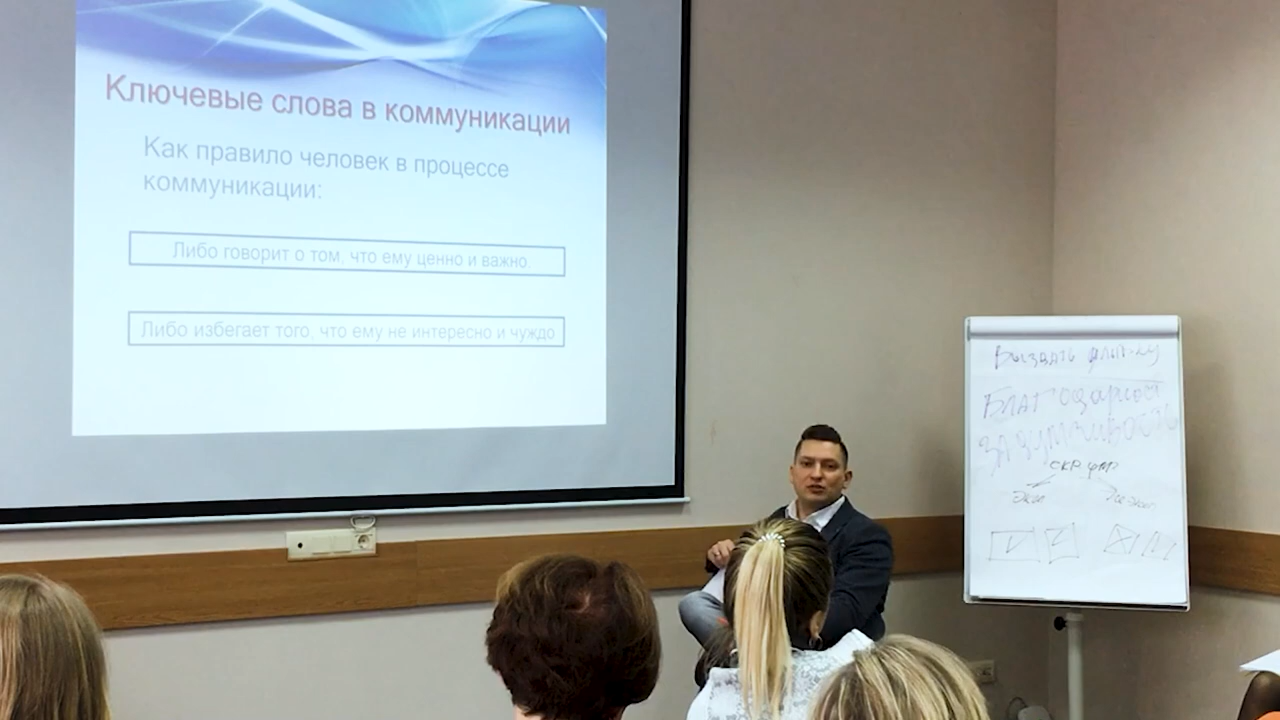 Ключевые слова в коммуникации
Как правило человек в процессе
коммуникации:
Либо говорит о том, что ему ценно и важно.
Либо избегает того, что ему не интересно и чуждо
Вызвать